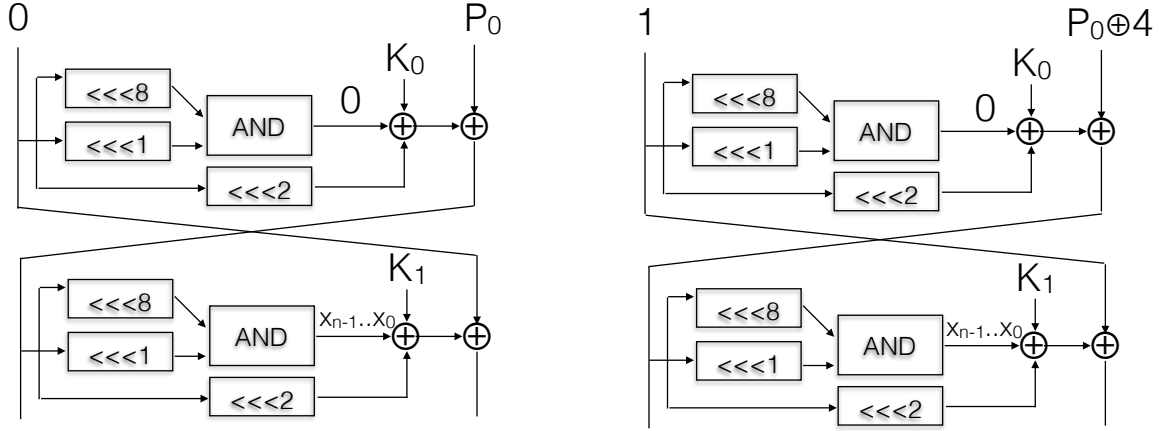 0
P₀
K₀
<<<8
0
AND
<<<1
<<<2
K₁
<<<8
xₙ₋₁..x₀
AND
<<<1
<<<2
1
P₀⊕4
K₀
<<<8
0
AND
<<<1
<<<2
K₁
<<<8
xₙ₋₁..x₀
AND
<<<1
<<<2